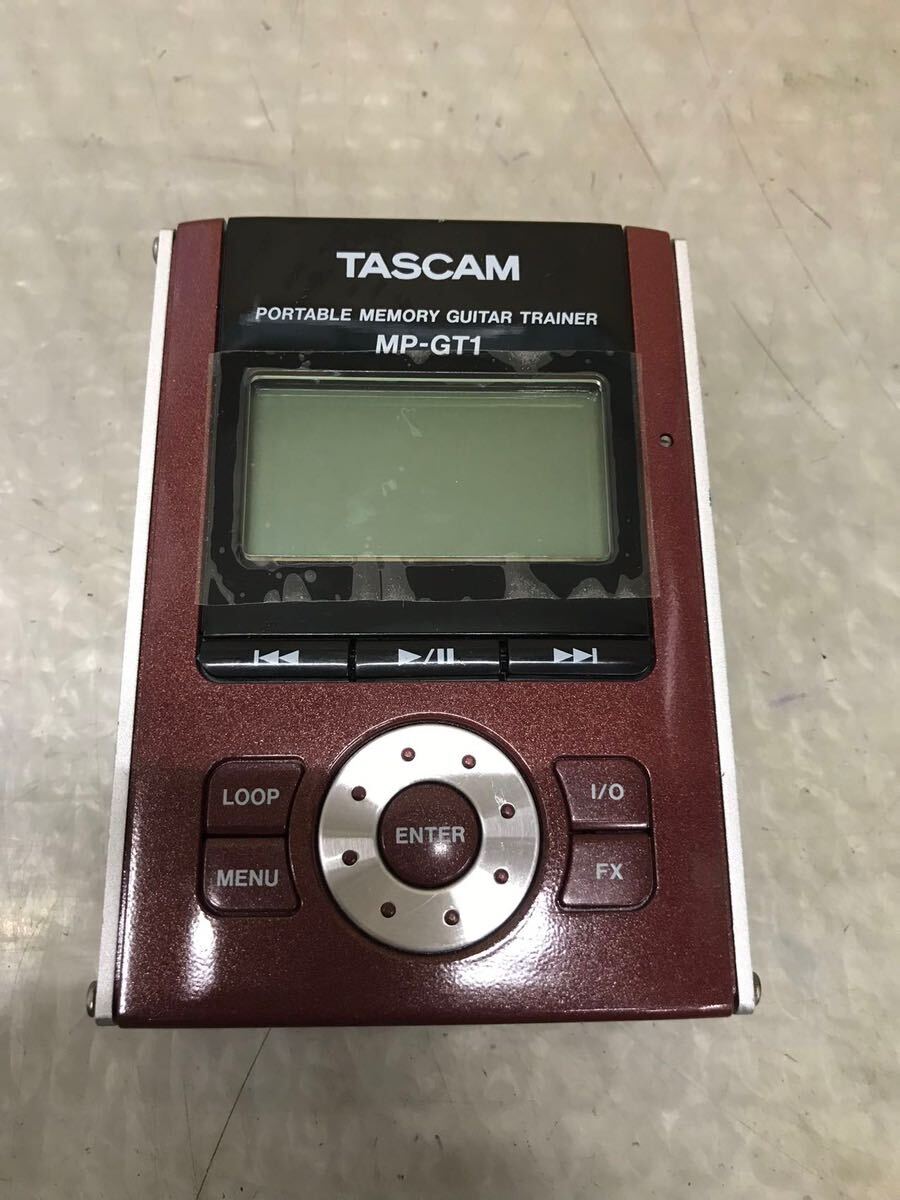 TASCAM
PORTABLE MEMORY GUITAR TRAINER
MP-GT1
LOOP
I/O
ENTER
MENU
FX